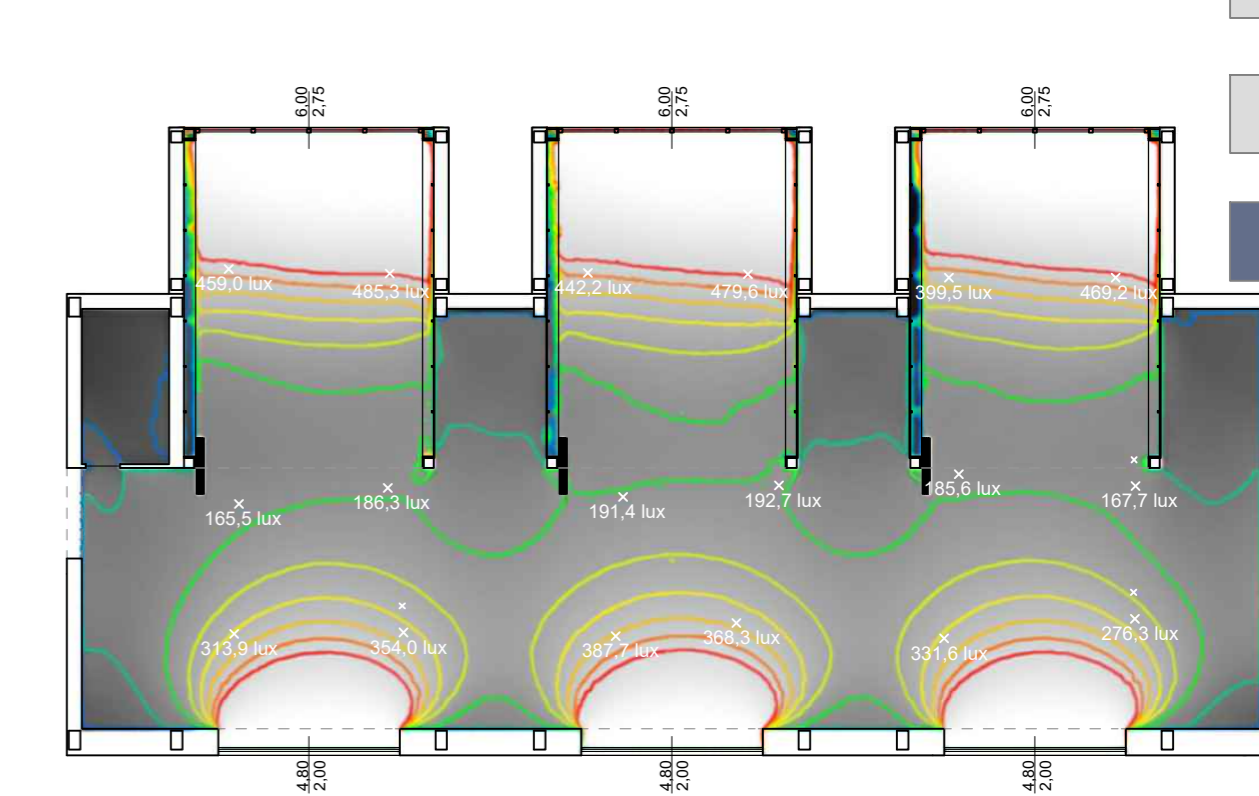 6,00
2,75
6,00
2,75
6,00
2,75
459,0 lux
485,3 lux
442,2 lux
479,6 lux
399,5 lux
469,2 lux
165,5 lux
186,3 lux
191,4 lux
192,7 lux
185,6 lux
167,7 lux
313,9 lux
354,0 lux
387,7 lux
368,3 lux
331,6 lux
276,3 lux
4,80
2,00
4,80
2,00
4,80
2,00